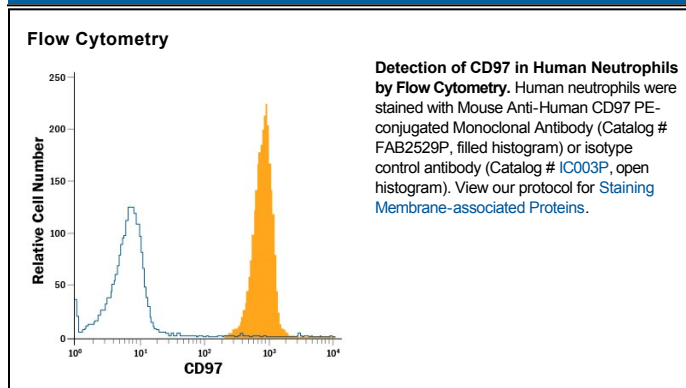 Flow Cytometry
Detection of CD97 in Human Neutrophils
by Flow Cytometry. Human neutrophils were
stained with Mouse Anti-Human CD97 PE-
conjugated Monoclonal Antibody (Catalog #
FAB2529P, filled histogram) or isotype
control antibody (Catalog # IC003P, open
histogram). View our protocol for Staining
Membrane-associated Proteins.
Relative Cell Number
250
200
150
100
50
0
10⁰ 10¹ 10² 10³ 10⁴
CD97